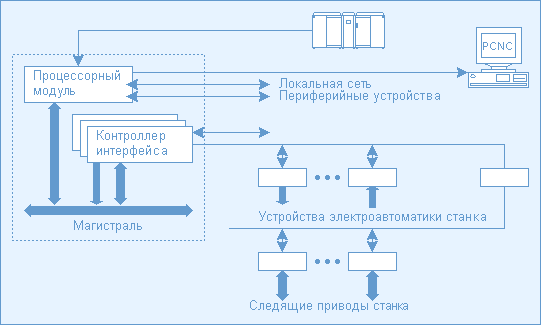 PCNC
Процессорный
модуль
Локальная сеть
Периферийные устройства
Контроллер
интерфейса
Магистраль
Устройства электроавтоматики станка
Следящие приводы станка